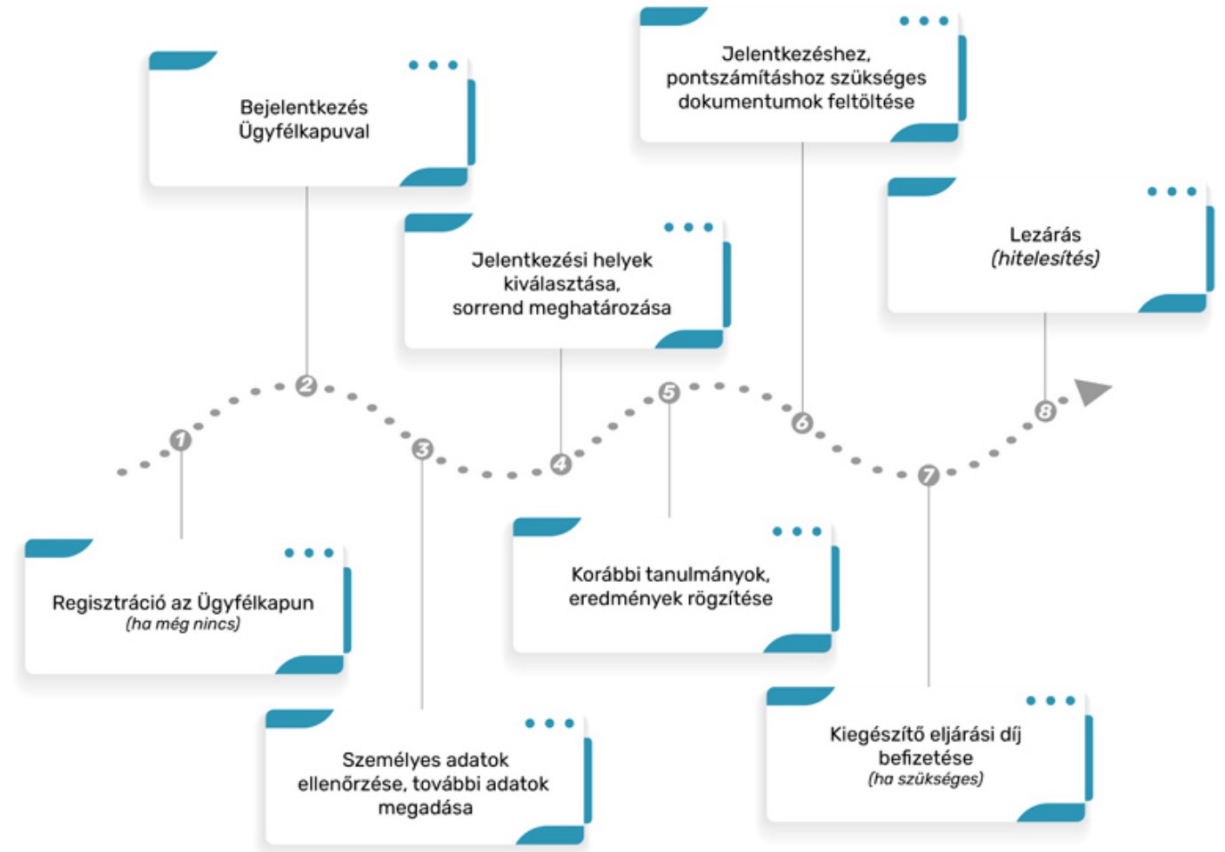 1
Regisztráció az Ügyfélkapun
(ha még nincs)
2
Bejelentkezés
Ügyfélkapuval
3
Személyes adatok
ellenőrzése, további adatok
megadása
4
Jelentkezési helyek
kiválasztása,
sorrend meghatározása
5
Korábbi tanulmányok,
eredmények rögzítése
6
Jelentkezéshez,
pontszámításhoz szükséges
dokumentumok feltöltése
7
Kiegészítő eljárási díj
befizetése
(ha szükséges)
8
Lezárás
(hitelesítés)